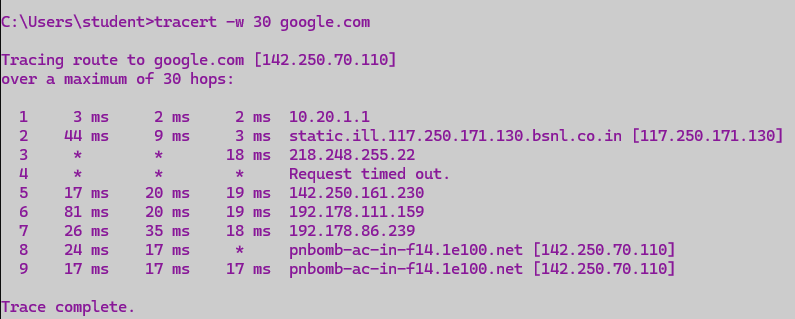 C:\Users\student>tracert -w 30 google.com
Tracing route to google.com [142.250.70.110]
over a maximum of 30 hops:
1 3 ms 2 ms 2 ms 10.20.1.1
2 44 ms 9 ms 3 ms static.ill.117.250.171.130.bsnl.co.in [117.250.171.130]
3 * * 18 ms 218.248.255.22
4 * * * Request timed out.
5 17 ms 20 ms 19 ms 142.250.161.230
6 81 ms 20 ms 19 ms 192.178.111.159
7 26 ms 35 ms 18 ms 192.178.86.239
8 24 ms 17 ms * pnbomb-ac-in-f14.1e100.net [142.250.70.110]
9 17 ms 17 ms 17 ms pnbomb-ac-in-f14.1e100.net [142.250.70.110]
Trace complete.